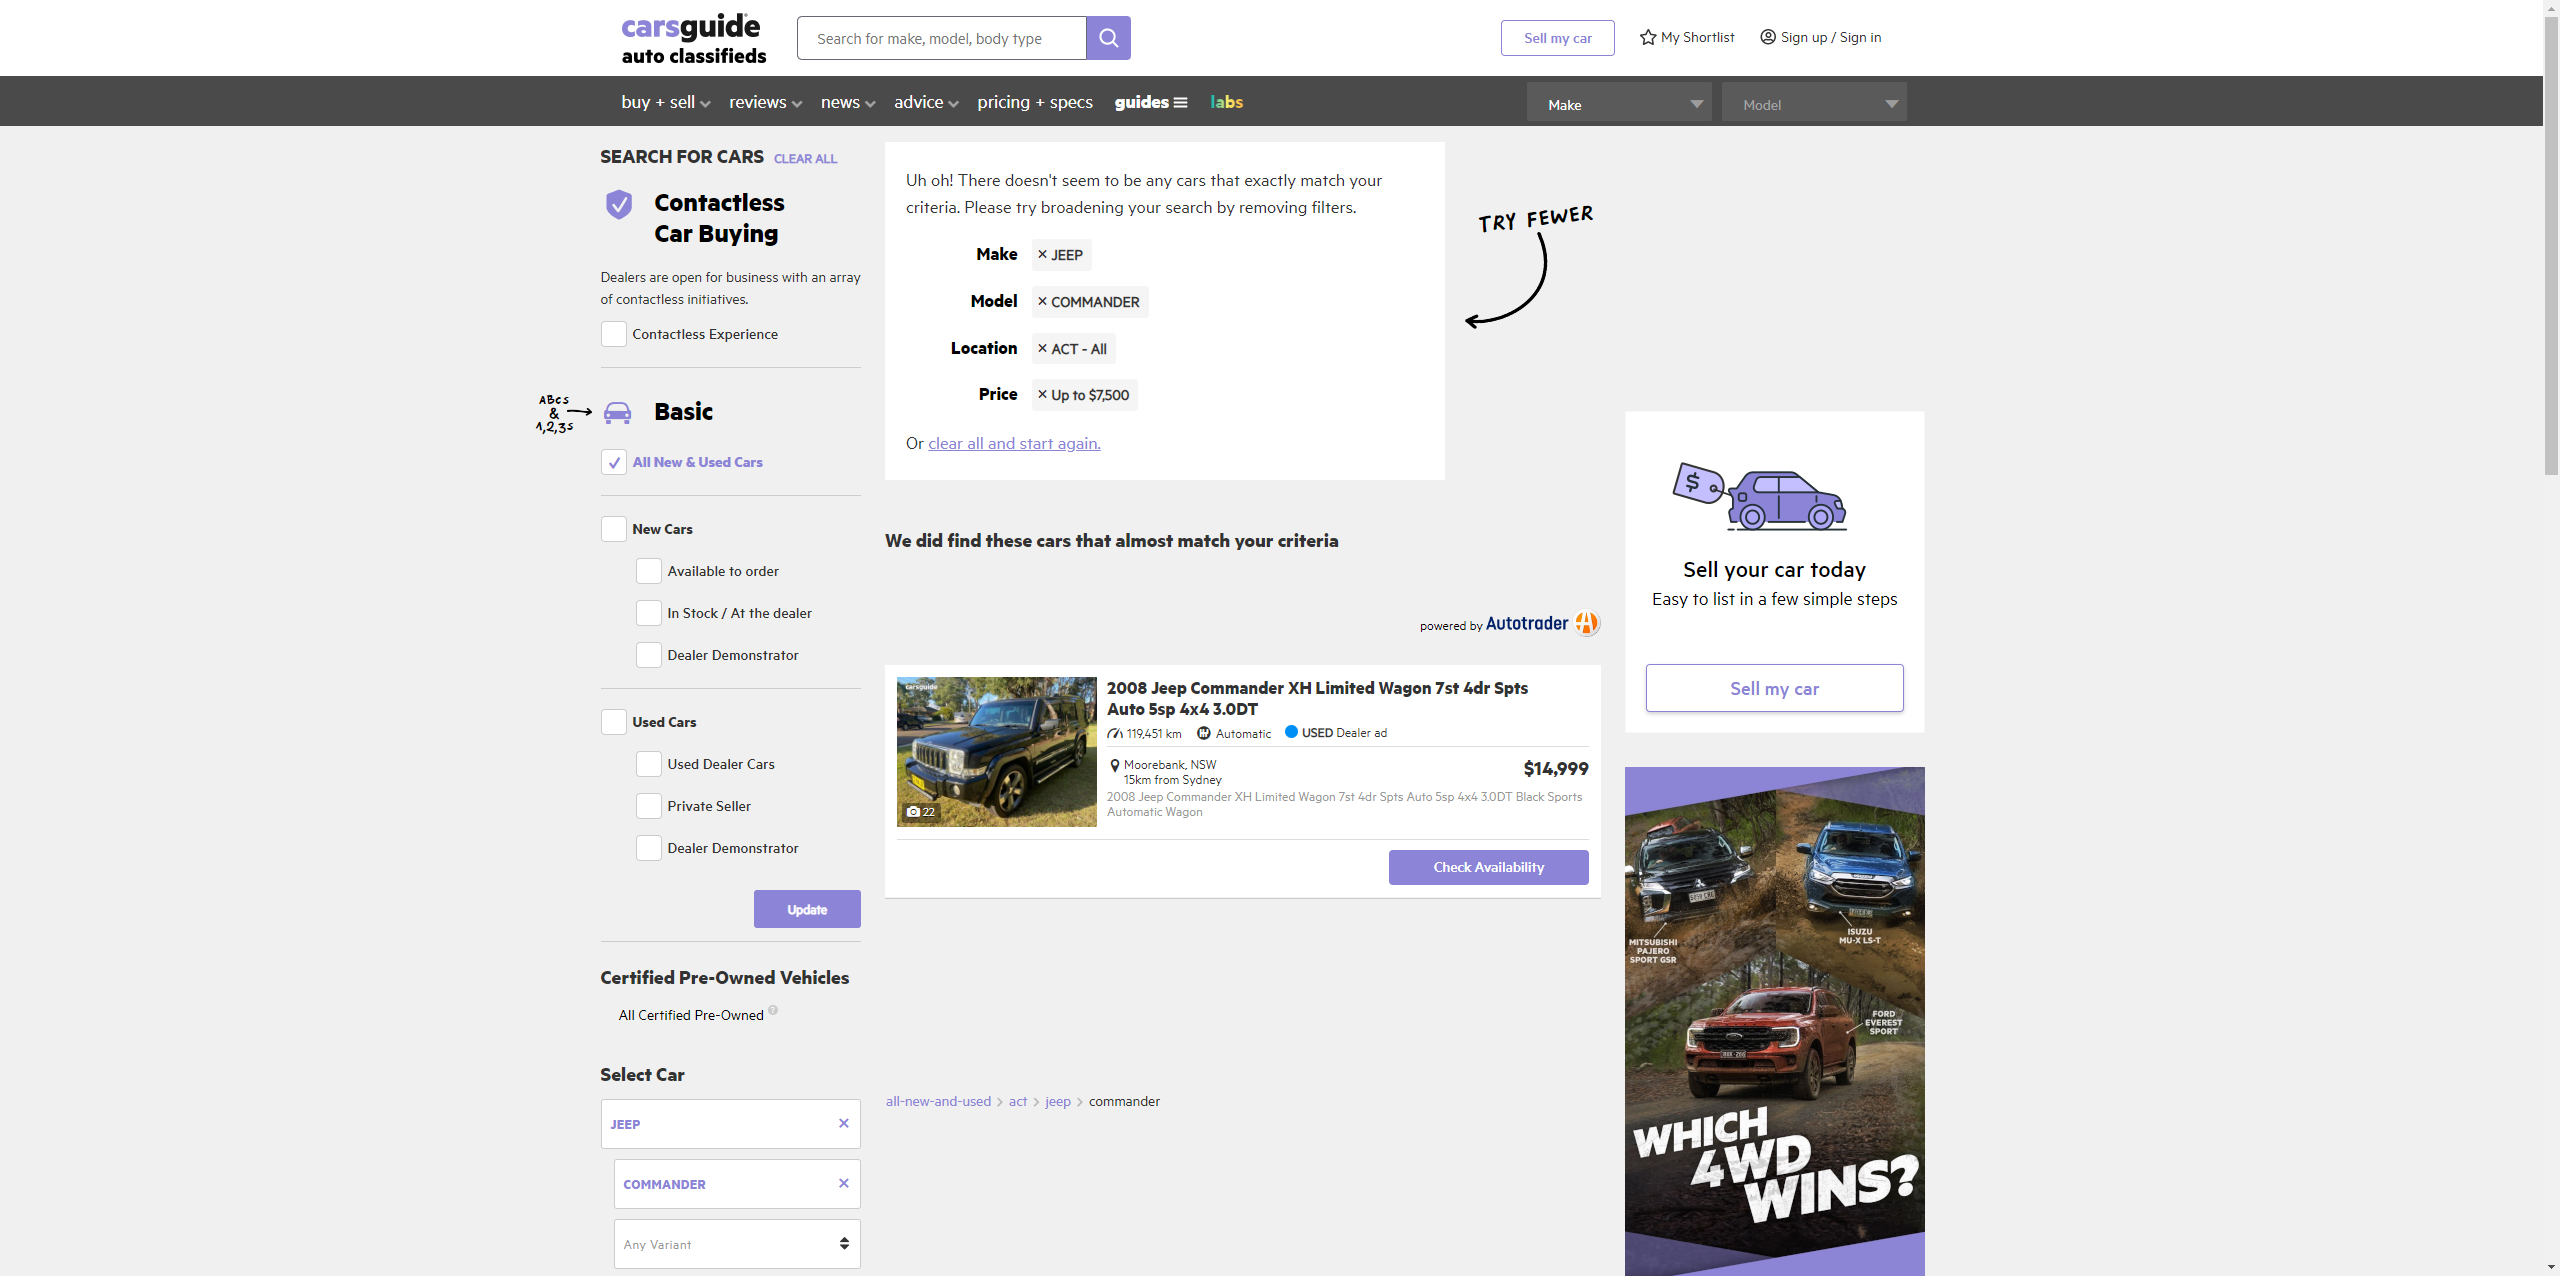 carsguide
auto classifieds
Search for make, model, body type
Sell my car
My Shortlist
Sign up / Sign in
buy + sell
reviews
news
advice
pricing + specs
guides
labs
Make
Model
SEARCH FOR CARS CLEAR ALL
Contactless
Car Buying
Dealers are open for business with an array
of contactless initiatives.
Contactless Experience
ABCs
&
1,2,3s
Basic
All New & Used Cars
New Cars
Available to order
In Stock / At the dealer
Dealer Demonstrator
Used Cars
Used Dealer Cars
Private Seller
Dealer Demonstrator
Update
Certified Pre-Owned Vehicles
All Certified Pre-Owned ?
Select Car
JEEP
COMMANDER
Any Variant
Uh oh! There doesn't seem to be any cars that exactly match your
criteria. Please try broadening your search by removing filters.
Make × JEEP
Model × COMMANDER
Location × ACT - All
Price × Up to $7,500
Or clear all and start again.
TRY FEWER
We did find these cars that almost match your criteria
powered by Autotrader
carsguide
22
2008 Jeep Commander XH Limited Wagon 7st 4dr Spts
Auto 5sp 4x4 3.0DT
119,451 km Automatic USED Dealer ad
Moorebank, NSW
15km from Sydney
$14,999
2008 Jeep Commander XH Limited Wagon 7st 4dr Spts Auto 5sp 4x4 3.0DT Black Sports
Automatic Wagon
Check Availability
all-new-and-used > act > jeep > commander
$
Sell your car today
Easy to list in a few simple steps
Sell my car
MITSUBISHI
PAJERO
SPORT GSR
ISUZU
MU-X LS-T
FORD
EVEREST
SPORT
WHICH
4WD
WINS?